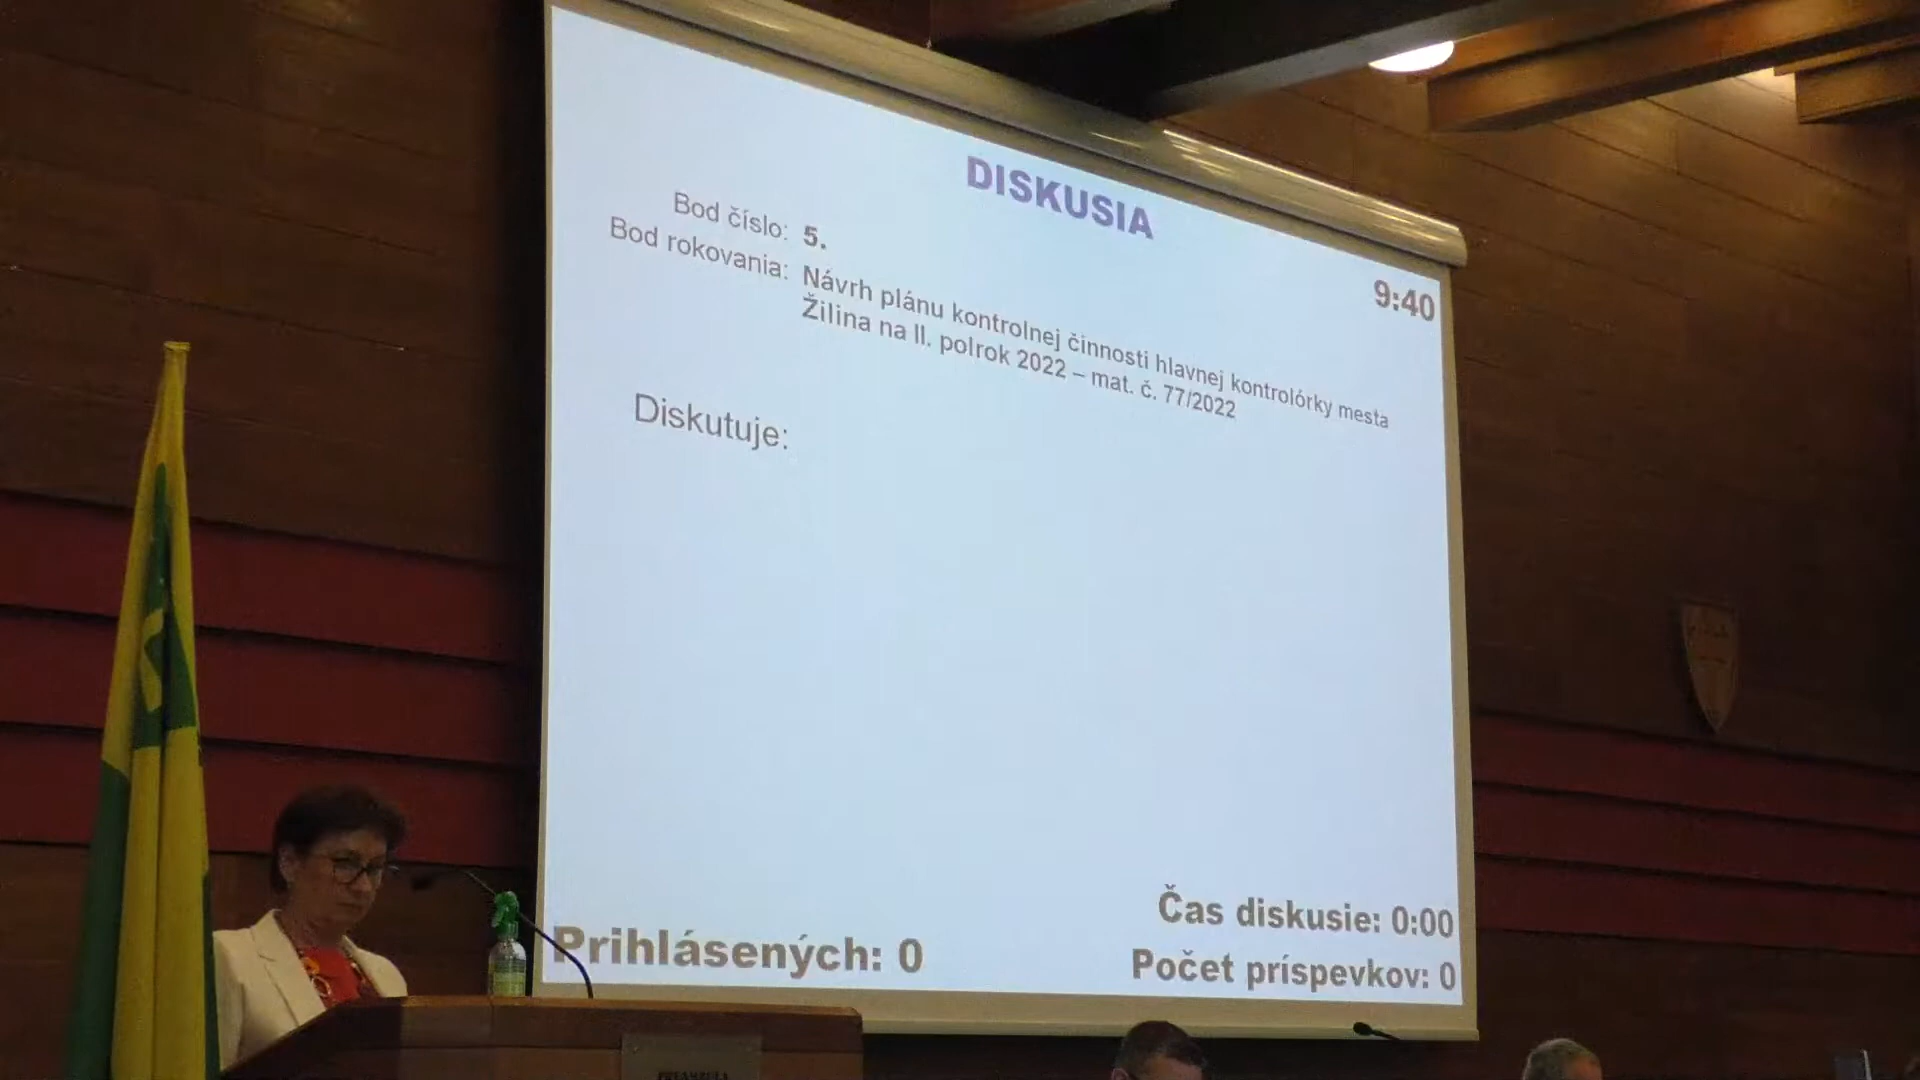 DISKUSIA
9:40
Bod číslo: 5.
Bod rokovania: Návrh plánu kontrolnej činnosti hlavnej kontrolórky mesta
Žilina na II. polrok 2022 – mat. č. 77/2022
Diskutuje:
Čas diskusie: 0:00
Prihlásených: 0
Počet príspevkov: 0